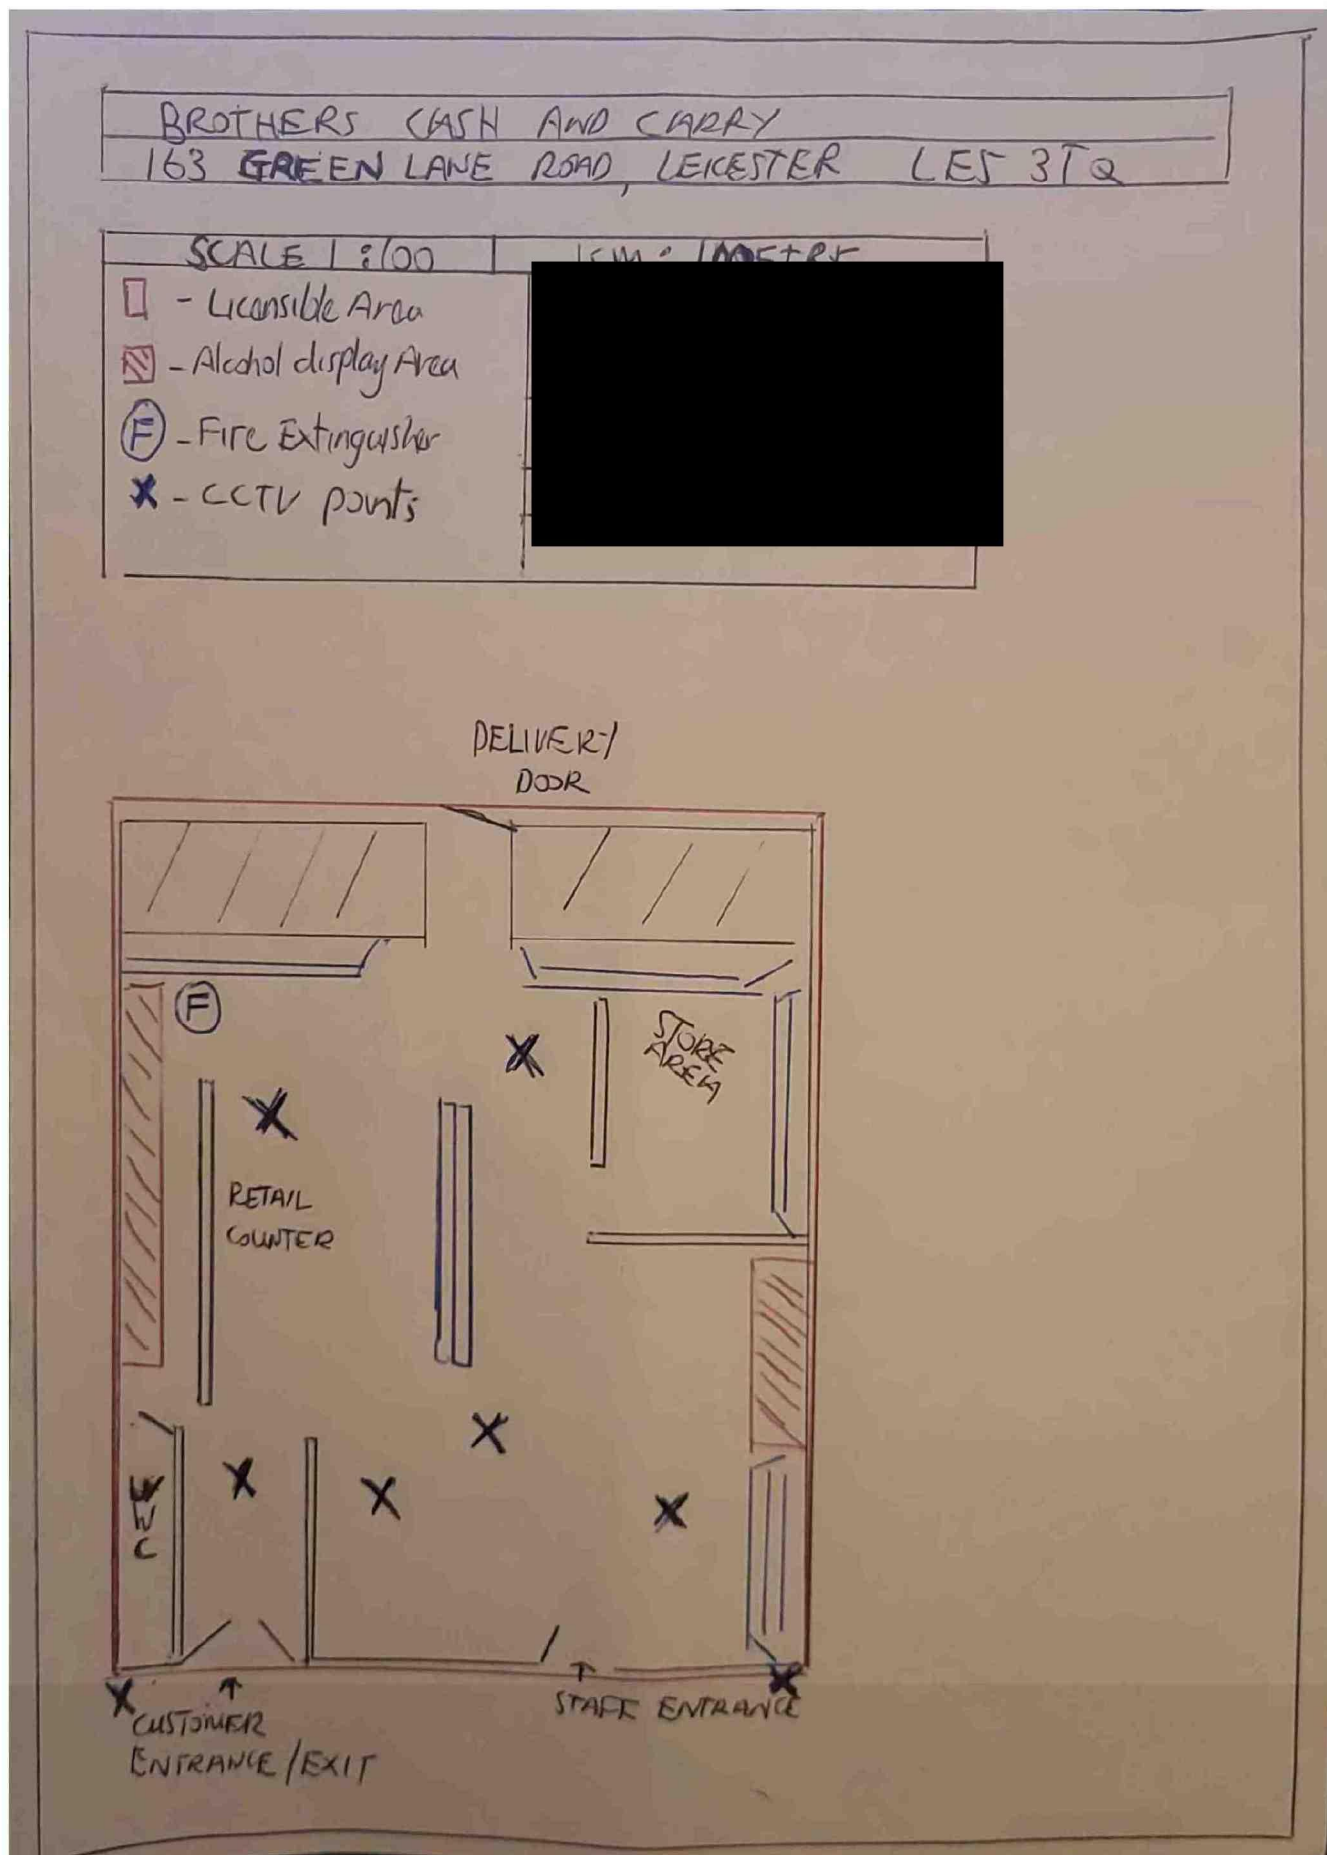 BROTHERS CASH AND CARRY
163 GREEN LANE ROAD, LEICESTER LE5 3TQ
SCALE 1:100
- Licensible Area
- Alcohol display Area
F - Fire Extinguisher
X - CCTV points
DELIVERY
DOOR
F
STORE
AREA
RETAIL
COUNTER
WC
STAFF ENTRANCE
CUSTOMER
ENTRANCE/EXIT